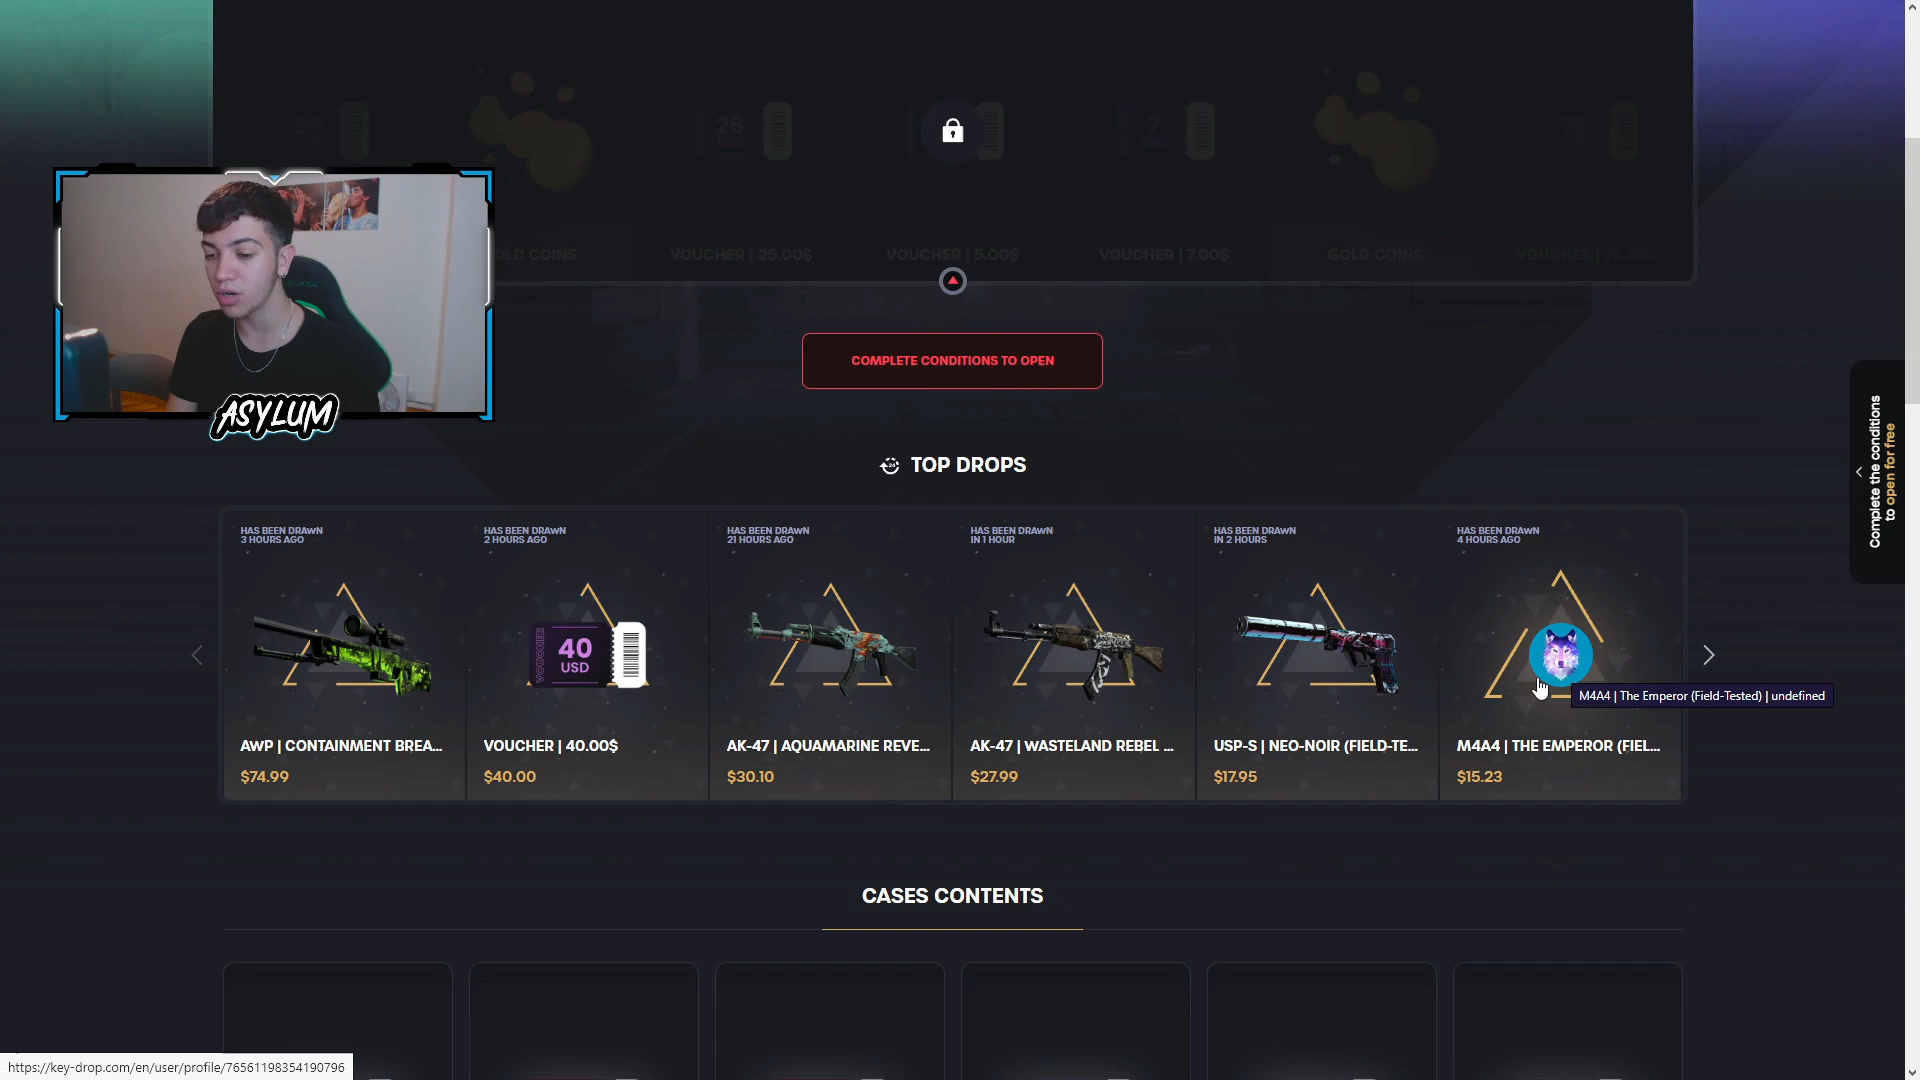 25
USD
7
USD
OLD COINS
VOUCHER | 25.00$
VOUCHER | 5.00$
VOUCHER | 7.00$
GOLD COINS
ASYLUM
COMPLETE CONDITIONS TO OPEN
Complete the conditions
to open for free
24
TOP DROPS
HAS BEEN DRAWN
3 HOURS AGO
HAS BEEN DRAWN
2 HOURS AGO
HAS BEEN DRAWN
21 HOURS AGO
HAS BEEN DRAWN
IN 1 HOUR
HAS BEEN DRAWN
IN 2 HOURS
HAS BEEN DRAWN
4 HOURS AGO
VOUCHER
40
USD
M4A4 | The Emperor (Field-Tested) | undefined
AWP | CONTAINMENT BREA...
$74.99
VOUCHER | 40.00$
$40.00
AK-47 | AQUAMARINE REVE...
$30.10
AK-47 | WASTELAND REBEL ...
$27.99
USP-S | NEO-NOIR (FIELD-TE...
$17.95
M4A4 | THE EMPEROR (FIEL...
$15.23
CASES CONTENTS
https://key-drop.com/en/user/profile/76561198354190796